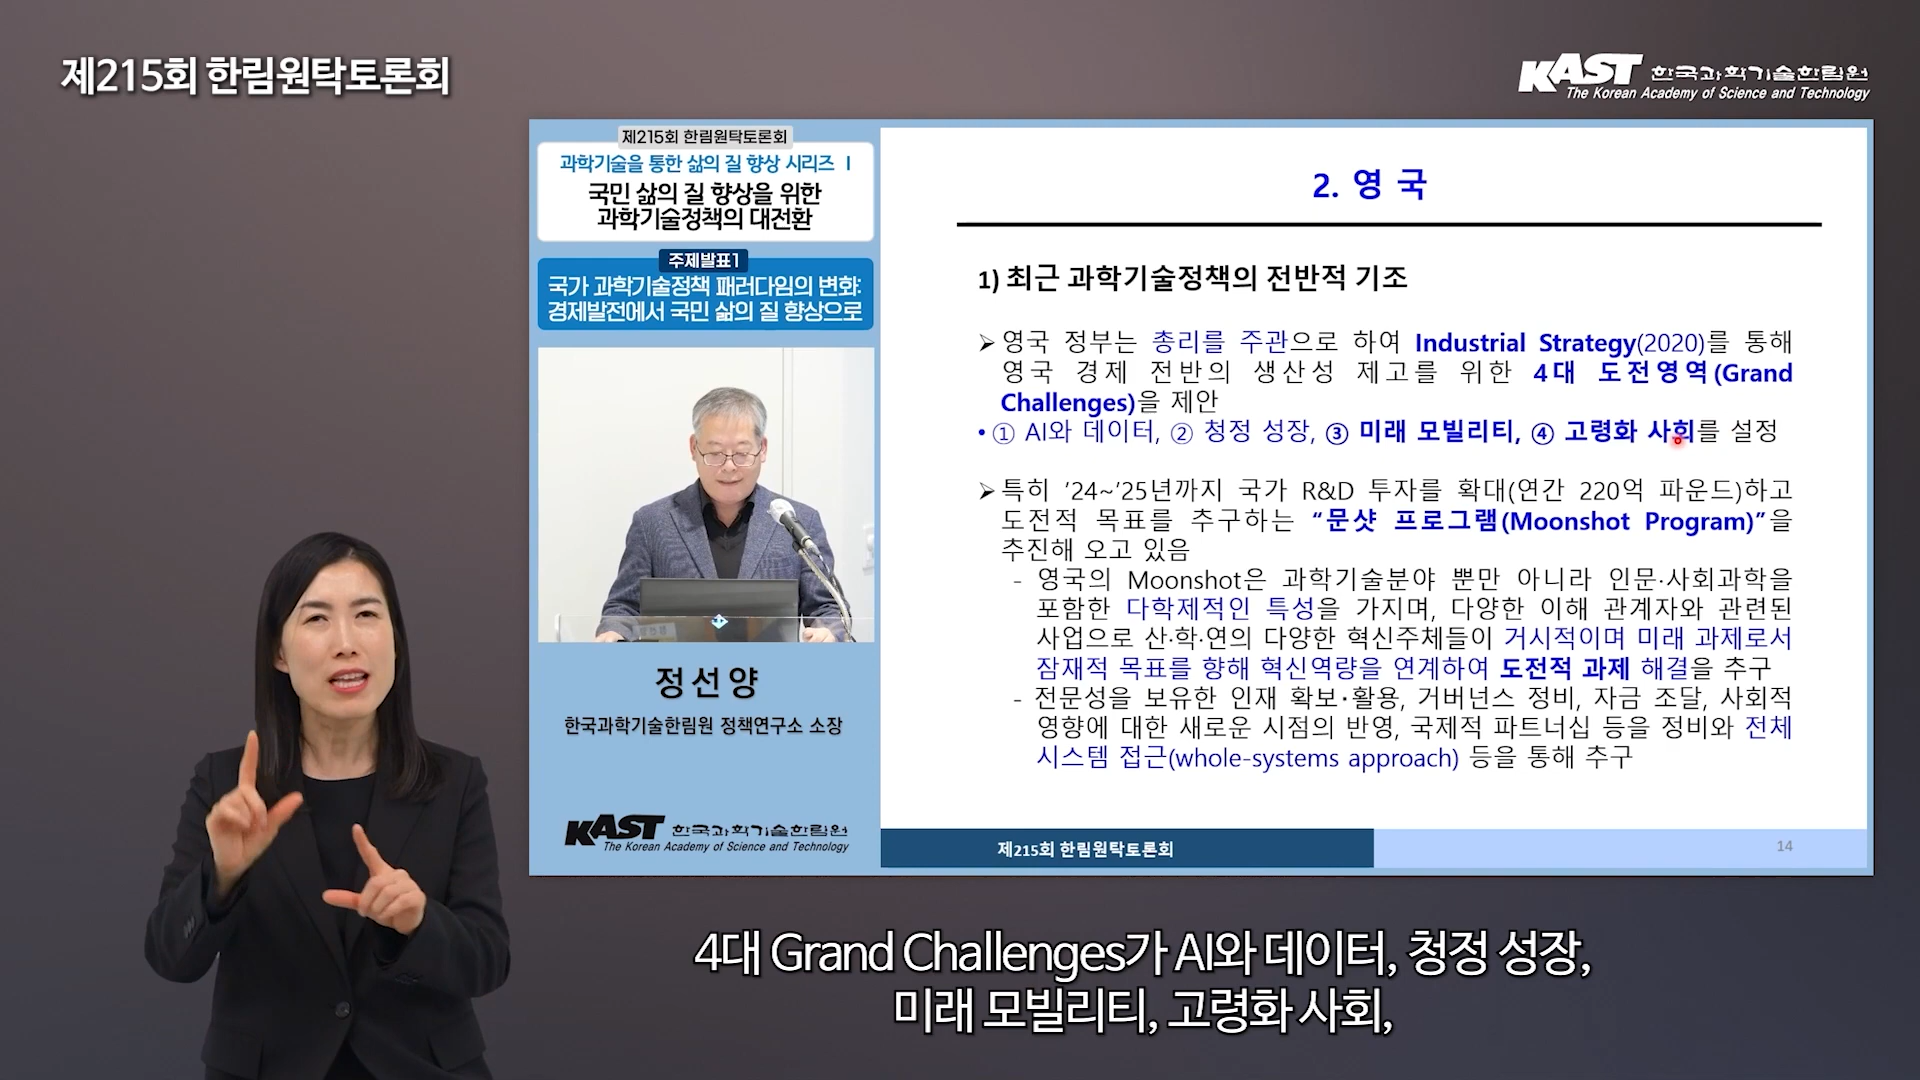 제215회 한림원탁토론회
KAST 한국과학기술한림원
The Korean Academy of Science and Technology
제215회 한림원탁토론회
과학기술을 통한 삶의 질 향상 시리즈 Ⅰ
국민 삶의 질 향상을 위한
과학기술정책의 대전환
주제발표1
국가 과학기술정책 패러다임의 변화:
경제발전에서 국민 삶의 질 향상으로
정선양
한국과학기술한림원 정책연구소 소장
KAST 한국과학기술한림원
The Korean Academy of Science and Technology
2. 영 국
1) 최근 과학기술정책의 전반적 기조
➢ 영국 정부는 총리를 주관으로 하여 Industrial Strategy(2020)를 통해
영국 경제 전반의 생산성 제고를 위한 4대 도전영역(Grand
Challenges)을 제안
• ① AI와 데이터, ② 청정 성장, ③ 미래 모빌리티, ④ 고령화 사회를 설정
➢ 특히 ’24~’25년까지 국가 R&D 투자를 확대(연간 220억 파운드)하고
도전적 목표를 추구하는 “문샷 프로그램(Moonshot Program)”을
추진해 오고 있음
- 영국의 Moonshot은 과학기술분야 뿐만 아니라 인문·사회과학을
포함한 다학제적인 특성을 가지며, 다양한 이해 관계자와 관련된
사업으로 산·학·연의 다양한 혁신주체들이 거시적이며 미래 과제로서
잠재적 목표를 향해 혁신역량을 연계하여 도전적 과제 해결을 추구
- 전문성을 보유한 인재 확보·활용, 거버넌스 정비, 자금 조달, 사회적
영향에 대한 새로운 시점의 반영, 국제적 파트너십 등을 정비와 전체
시스템 접근(whole-systems approach) 등을 통해 추구
제215회 한림원탁토론회
14
4대 Grand Challenges가 AI와 데이터, 청정 성장,
미래 모빌리티, 고령화 사회,